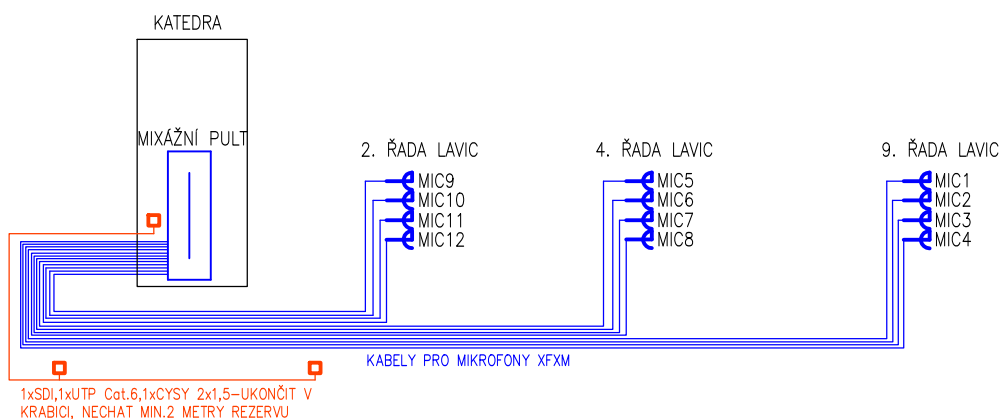 KATEDRA
MIXÁŽNÍ PULT
2. ŘADA LAVIC
MIC9
MIC10
MIC11
MIC12
4. ŘADA LAVIC
MIC5
MIC6
MIC7
MIC8
9. ŘADA LAVIC
MIC1
MIC2
MIC3
MIC4
KABELY PRO MIKROFONY XFXM
1xSDI,1xUTP Cat.6,1xCYSY 2x1,5–UKONČIT V
KRABICI, NECHAT MIN.2 METRY REZERVU